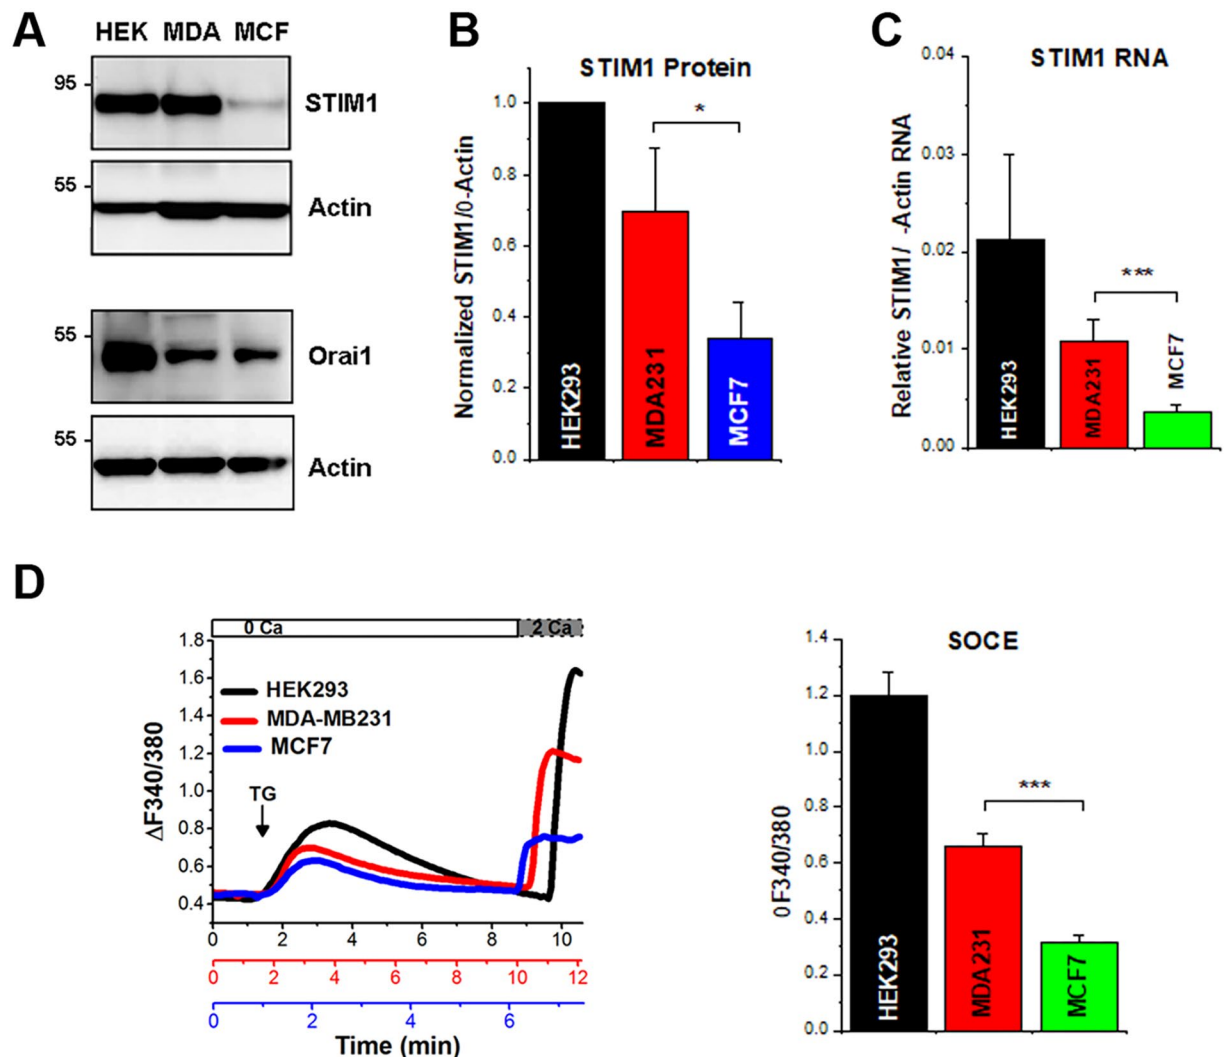 A
HEK MDA MCF
95
STIM1
55
Actin
55
Orai1
55
Actin
B
STIM1 Protein
Normalized STIM1/0-Actin
1.0
0.8
0.6
0.4
0.2
0.0
*
HEK293
MDA231
MCF7
C
STIM1 RNA
Relative STIM1/ -Actin RNA
0.04
0.03
0.02
0.01
0.00
***
HEK293
MDA231
MCF7
D
0 Ca
2 Ca
ΔF340/380
1.8
1.6
1.4
1.2
1.0
0.8
0.6
0.4
HEK293
MDA-MB231
MCF7
TG
0 2 4 6 8 10
0 2 4 6 8 10 12
0 2 4 6
Time (min)
SOCE
0F340/380
1.4
1.2
1.0
0.8
0.6
0.4
0.2
0.0
***
HEK293
MDA231
MCF7